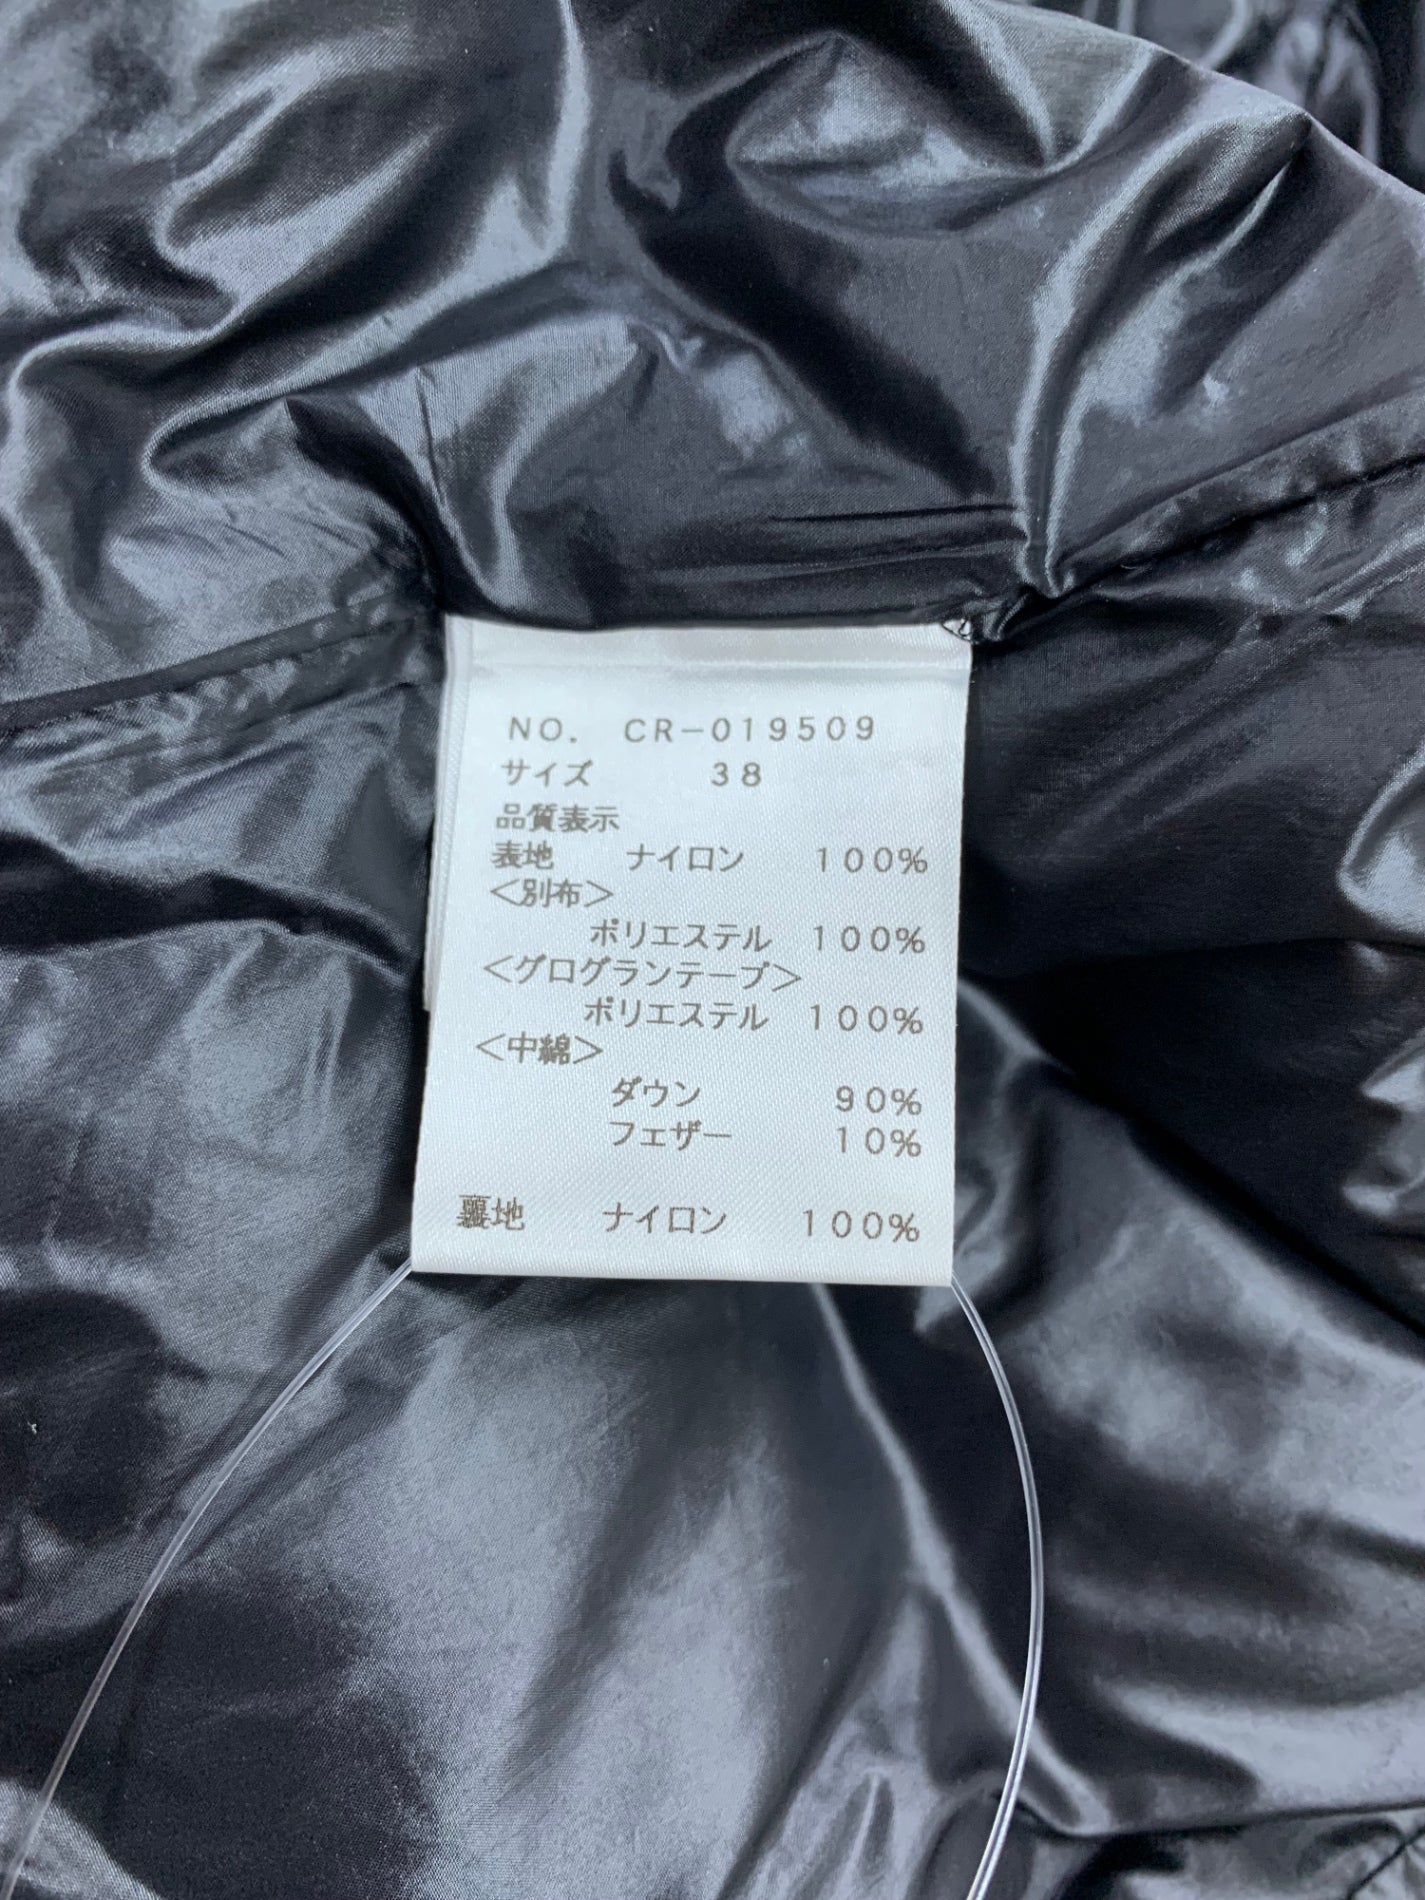 NO. CR-019509
サイズ 38
品質表示
表地 ナイロン 100%
<別布>
ポリエステル 100%
<グログランテープ>
ポリエステル 100%
<中綿>
ダウン 90%
フェザー 10%
裏地 ナイロン 100%